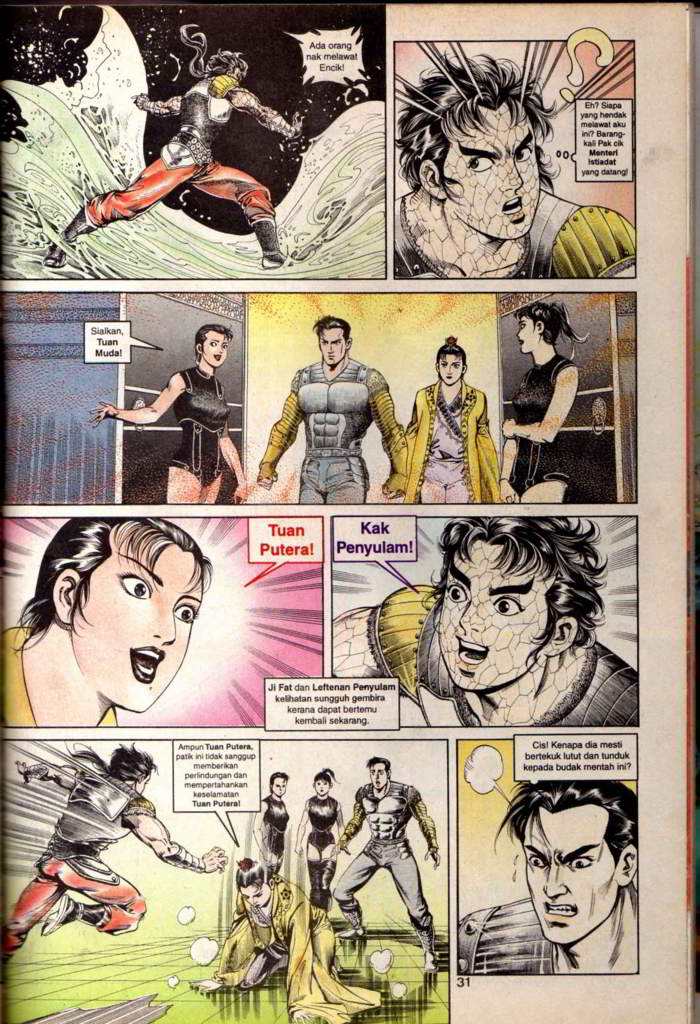 Ada orang
nak melawat
Encik!
Eh? Siapa
yang hendak
melawat aku
ini? Barang-
kali Pak cik
Menteri
Istiadat
yang datang!
Sialkan,
Tuan
Muda!
Tuan
Putera!
Kak
Penyulam!
Ji Fat dan Leftenan Penyulam
kelihatan sungguh gembira
kerana dapat bertemu
kembali sekarang.
Ampun Tuan Putera,
patik ini tidak sanggup
memberikan
perlindungan dan
mempertahankan
keselamatan
Tuan Putera!
Cis! Kenapa dia mesti
bertekuk lutut dan tunduk
kepada budak mentah ini?
31